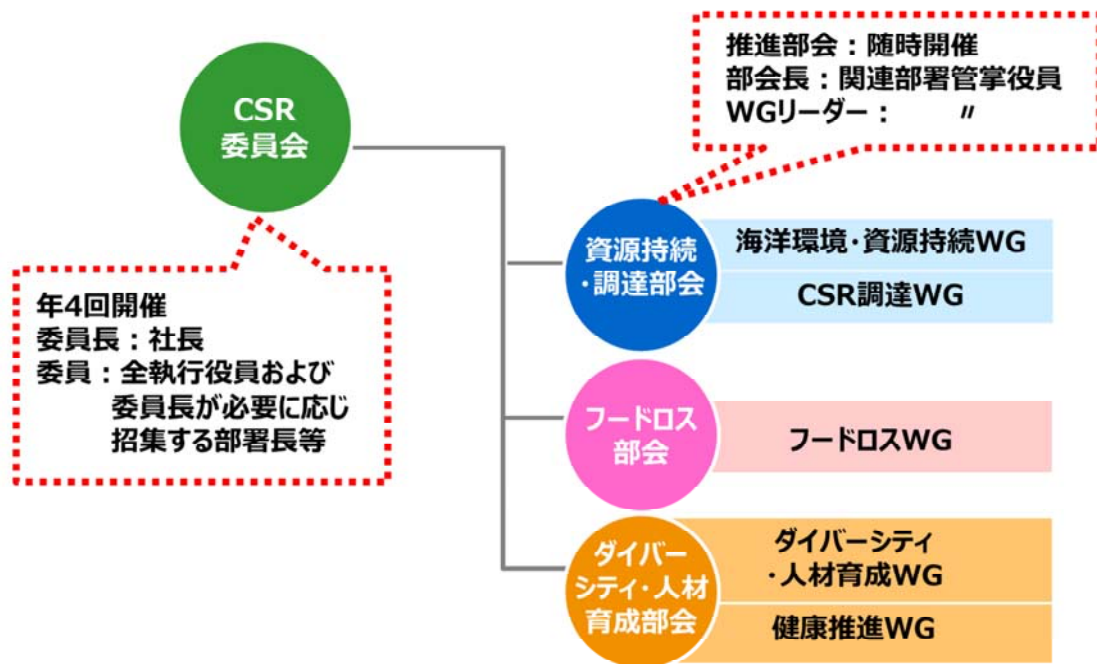 CSR
委員会
推進部会：随時開催
部会長：関連部署管掌役員
WGリーダー：　　〃
年4回開催
委員長：社長
委員：全執行役員および
委員長が必要に応じ
招集する部署長等
資源持続
・調達部会
海洋環境・資源持続WG
CSR調達WG
フードロス
部会
フードロスWG
ダイバー
シティ・人材
育成部会
ダイバーシティ
・人材育成WG
健康推進WG